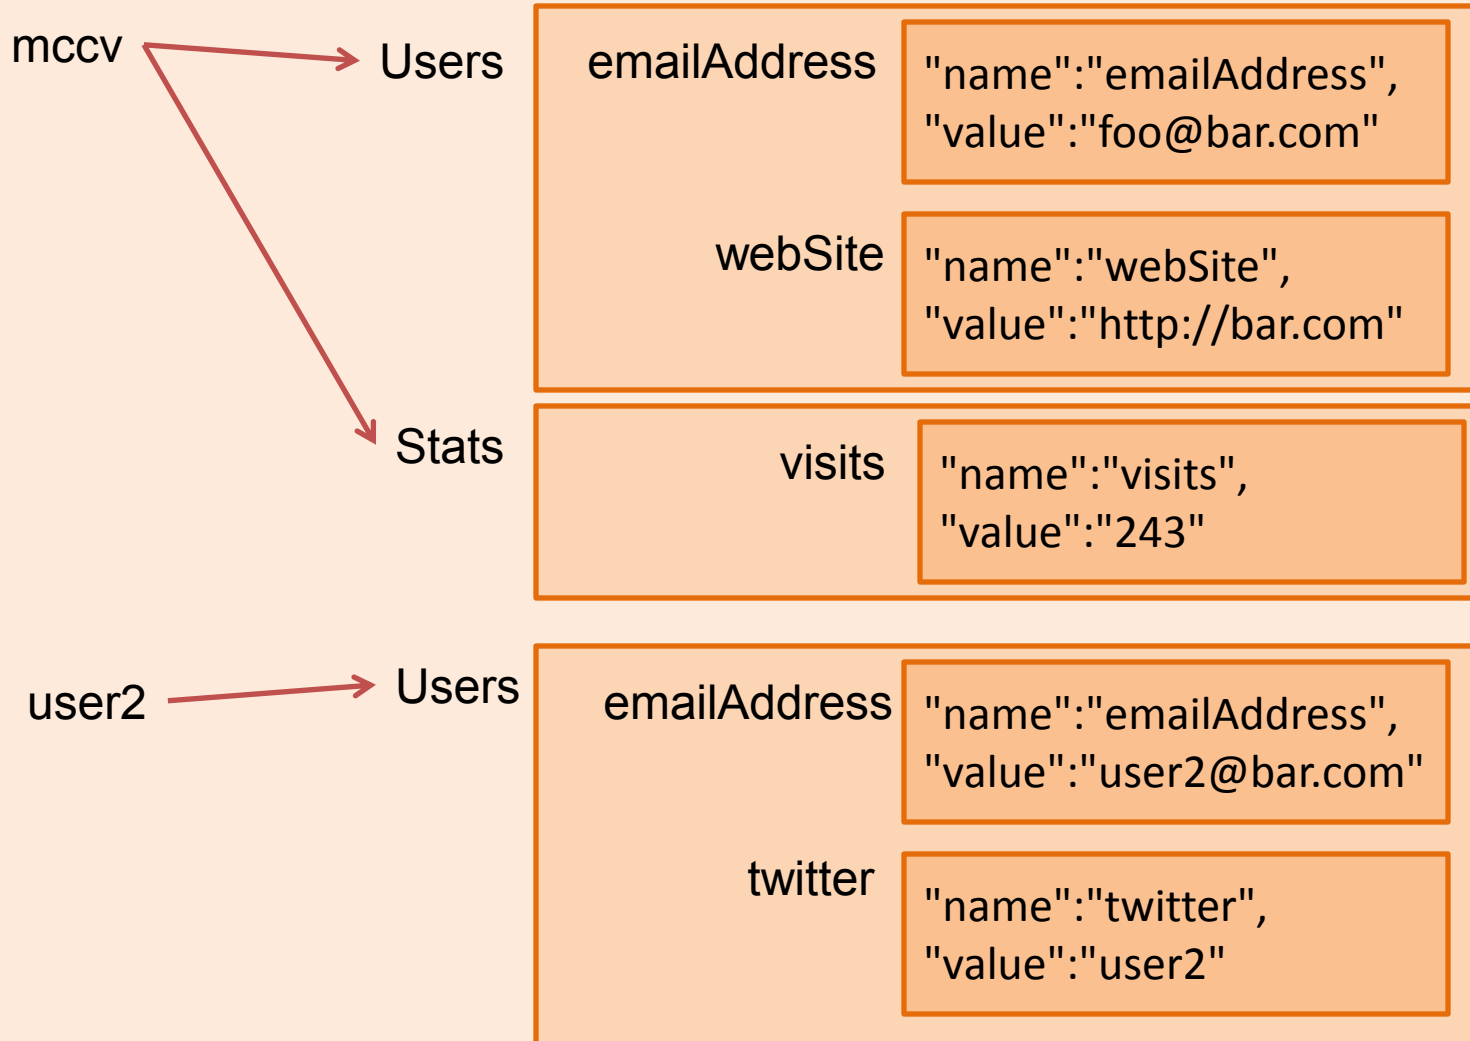 mccv
Users
emailAddress
"name":"emailAddress",
"value":"foo@bar.com"
webSite
"name":"webSite",
"value":"http://bar.com"
Stats
visits
"name":"visits",
"value":"243"
user2
Users
emailAddress
"name":"emailAddress",
"value":"user2@bar.com"
twitter
"name":"twitter",
"value":"user2"